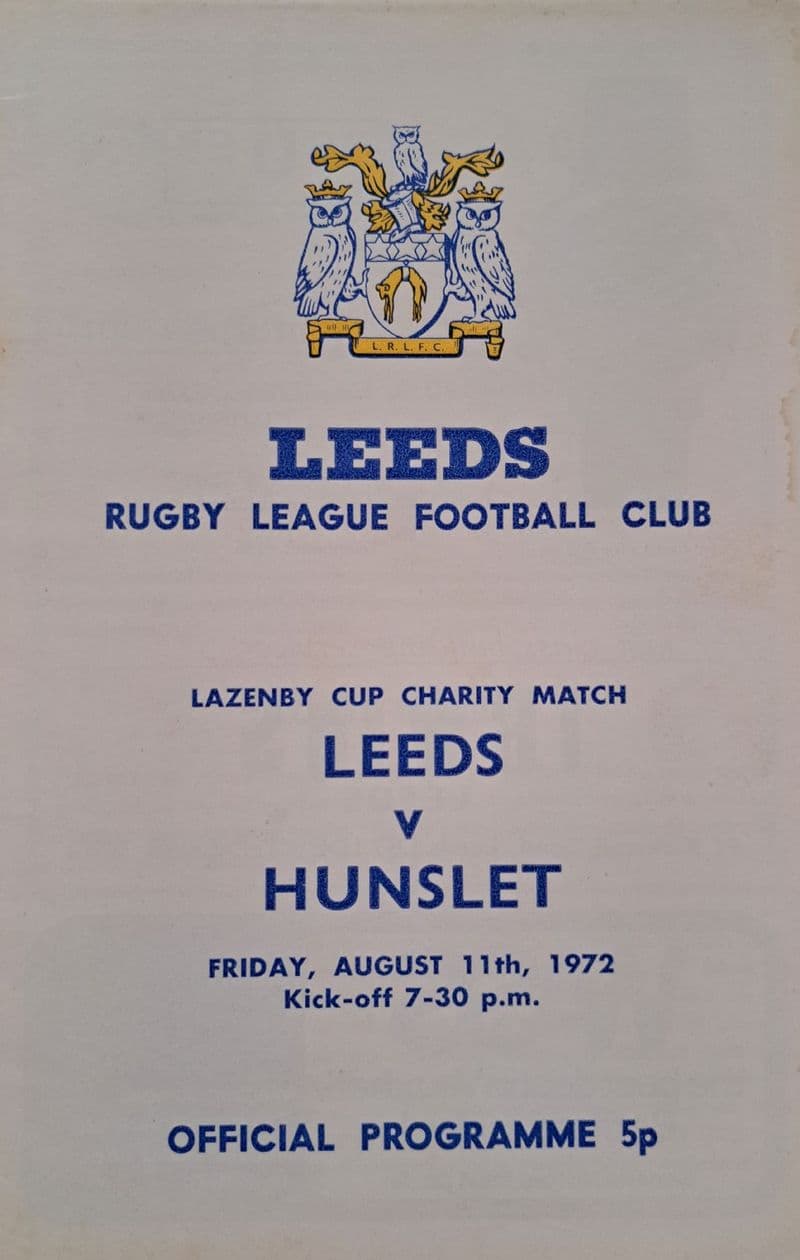 L. R. L. F. C.
LEEDS
RUGBY LEAGUE FOOTBALL CLUB
LAZENBY CUP CHARITY MATCH
LEEDS
V
HUNSLET
FRIDAY, AUGUST 11th, 1972
Kick-off 7-30 p.m.
OFFICIAL PROGRAMME 5p